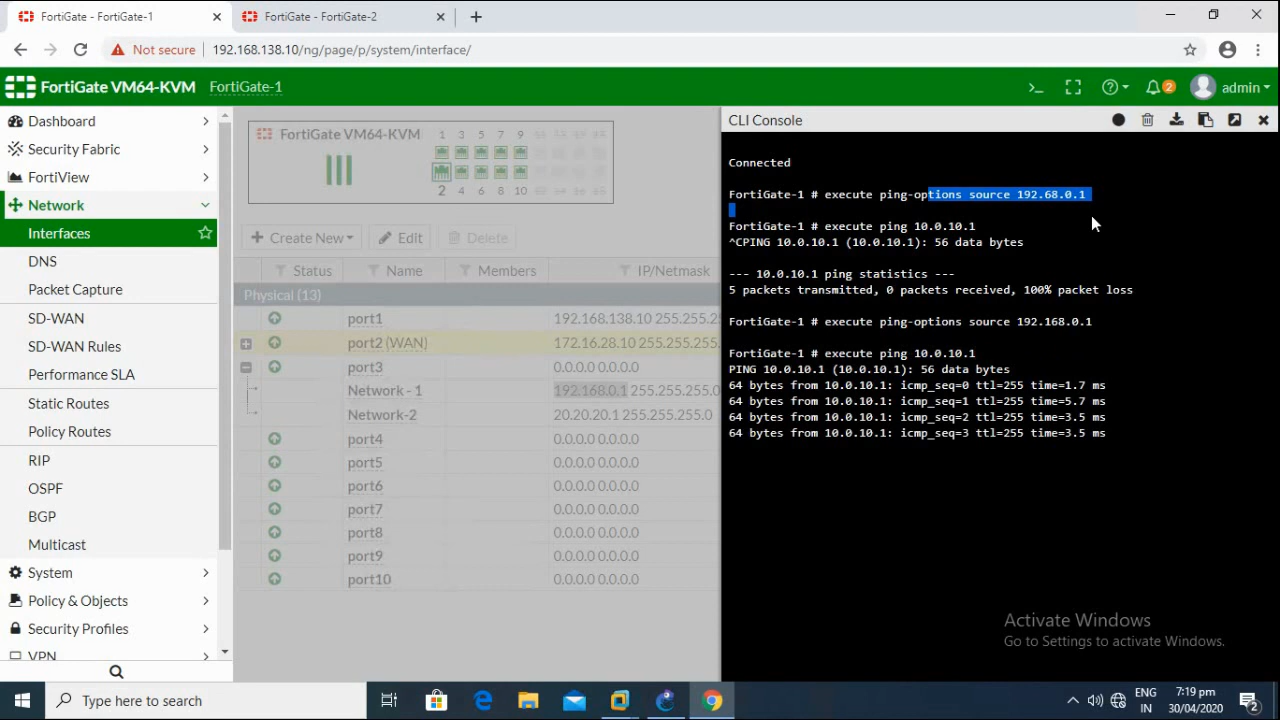 FortiGate - FortiGate-1
FortiGate - FortiGate-2
Not secure
192.168.138.10/ng/page/p/system/interface/
FortiGate VM64-KVM
FortiGate-1
2
admin
Dashboard
Security Fabric
FortiView
Network
Interfaces
DNS
Packet Capture
SD-WAN
SD-WAN Rules
Performance SLA
Static Routes
Policy Routes
RIP
OSPF
BGP
Multicast
System
Policy & Objects
Security Profiles
VPN
FortiGate VM64-KVM
1 3 5 7 9
2 4 6 8 10
Create New
Edit
Delete
Status Name Members IP/Netmask
Physical (13)
port1 192.168.138.10 255.255.2
port2 (WAN) 172.16.28.10 255.255.255.
port3 0.0.0.0 0.0.0.0
Network - 1 192.168.0.1 255.255.255.0
Network-2 20.20.20.1 255.255.255.0
port4 0.0.0.0 0.0.0.0
port5 0.0.0.0 0.0.0.0
port6 0.0.0.0 0.0.0.0
port7 0.0.0.0 0.0.0.0
port8 0.0.0.0 0.0.0.0
port9 0.0.0.0 0.0.0.0
port10 0.0.0.0 0.0.0.0
CLI Console
Connected
FortiGate-1 # execute ping-options source 192.68.0.1
FortiGate-1 # execute ping 10.0.10.1
^CPING 10.0.10.1 (10.0.10.1): 56 data bytes
--- 10.0.10.1 ping statistics ---
5 packets transmitted, 0 packets received, 100% packet loss
FortiGate-1 # execute ping-options source 192.168.0.1
FortiGate-1 # execute ping 10.0.10.1
PING 10.0.10.1 (10.0.10.1): 56 data bytes
64 bytes from 10.0.10.1: icmp_seq=0 ttl=255 time=1.7 ms
64 bytes from 10.0.10.1: icmp_seq=1 ttl=255 time=5.7 ms
64 bytes from 10.0.10.1: icmp_seq=2 ttl=255 time=3.5 ms
64 bytes from 10.0.10.1: icmp_seq=3 ttl=255 time=3.5 ms
Activate Windows
Go to Settings to activate Windows.
Type here to search
ENG
IN
7:19 pm
30/04/2020
2